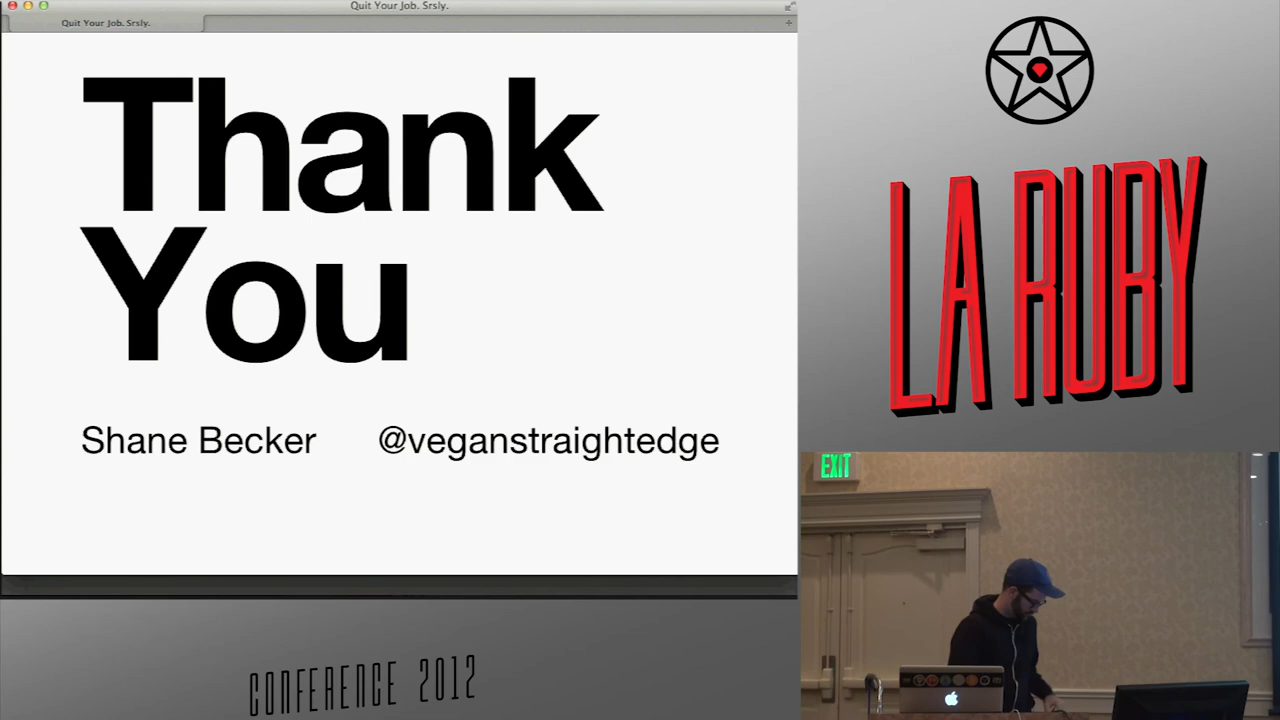 Quit Your Job. Srsly.
Quit Your Job. Srsly.
Thank
You
Shane Becker @veganstraightedge
LA RUBY
EXIT
CONFERENCE 2012